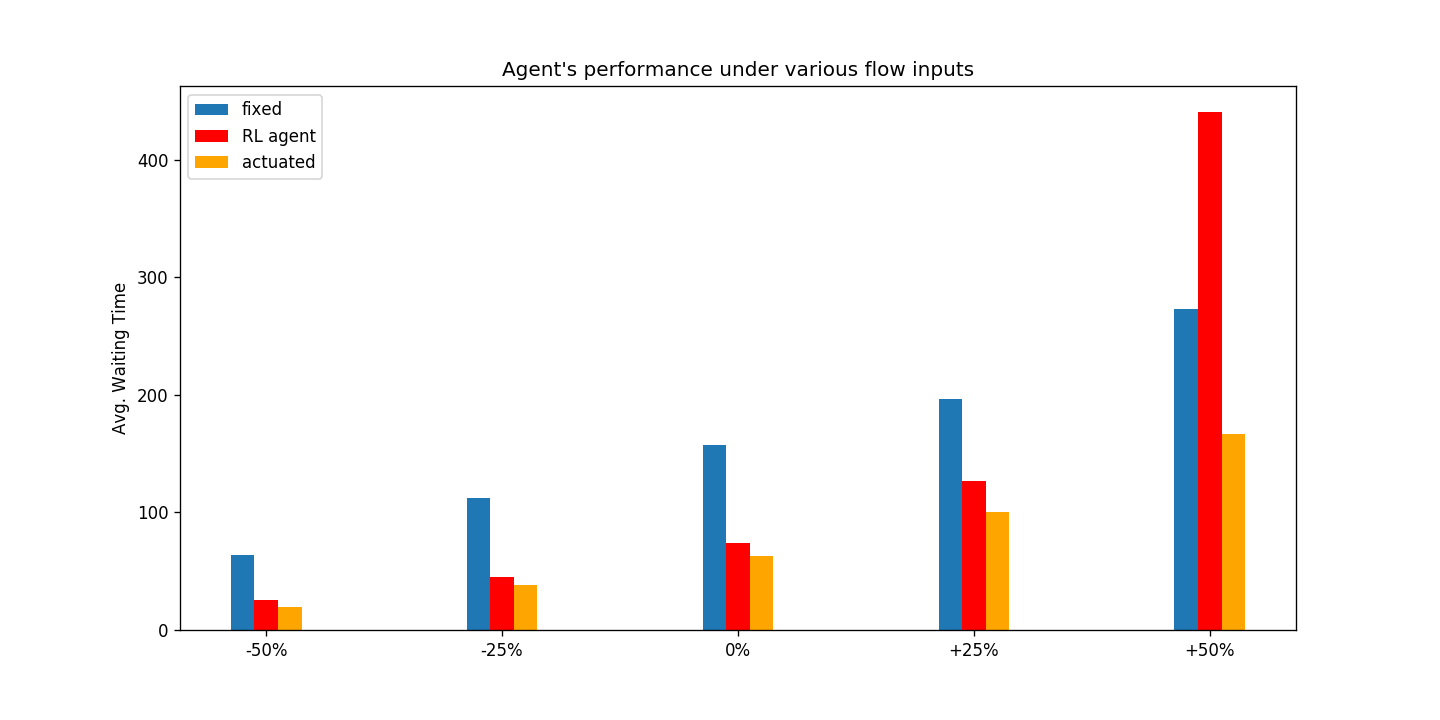 Agent's performance under various flow inputs
fixed
RL agent
actuated
Avg. Waiting Time
400
300
200
100
0
-50%
-25%
0%
+25%
+50%